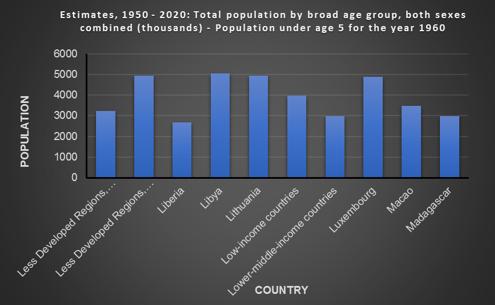 Estimates, 1950 - 2020: Total population by broad age group, both sexes
combined (thousands) - Population under age 5 for the year 1960
6000
5000
4000
3000
2000
1000
0
POPULATION
Less Developed Regions,...
Less Developed Regions,...
Liberia
Libya
Lithuania
Low-income countries
Lower-middle-income countries
Luxembourg
Macao
Madagascar
COUNTRY